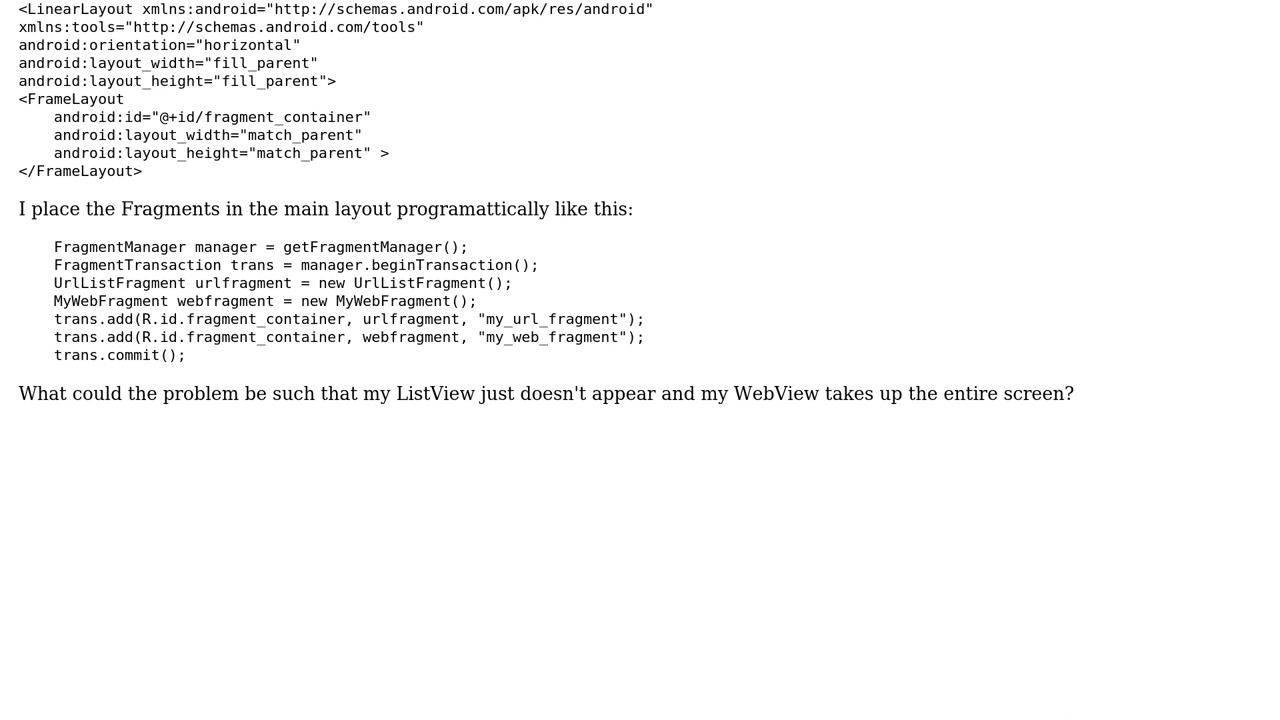 <LinearLayout xmlns:android="http://schemas.android.com/apk/res/android"
xmlns:tools="http://schemas.android.com/tools"
android:orientation="horizontal"
android:layout_width="fill_parent"
android:layout_height="fill_parent">
<FrameLayout
    android:id="@+id/fragment_container"
    android:layout_width="match_parent"
    android:layout_height="match_parent" >
</FrameLayout>
I place the Fragments in the main layout programattically like this:
    FragmentManager manager = getFragmentManager();
    FragmentTransaction trans = manager.beginTransaction();
    UrlListFragment urlfragment = new UrlListFragment();
    MyWebFragment webfragment = new MyWebFragment();
    trans.add(R.id.fragment_container, urlfragment, "my_url_fragment");
    trans.add(R.id.fragment_container, webfragment, "my_web_fragment");
    trans.commit();
What could the problem be such that my ListView just doesn't appear and my WebView takes up the entire screen?